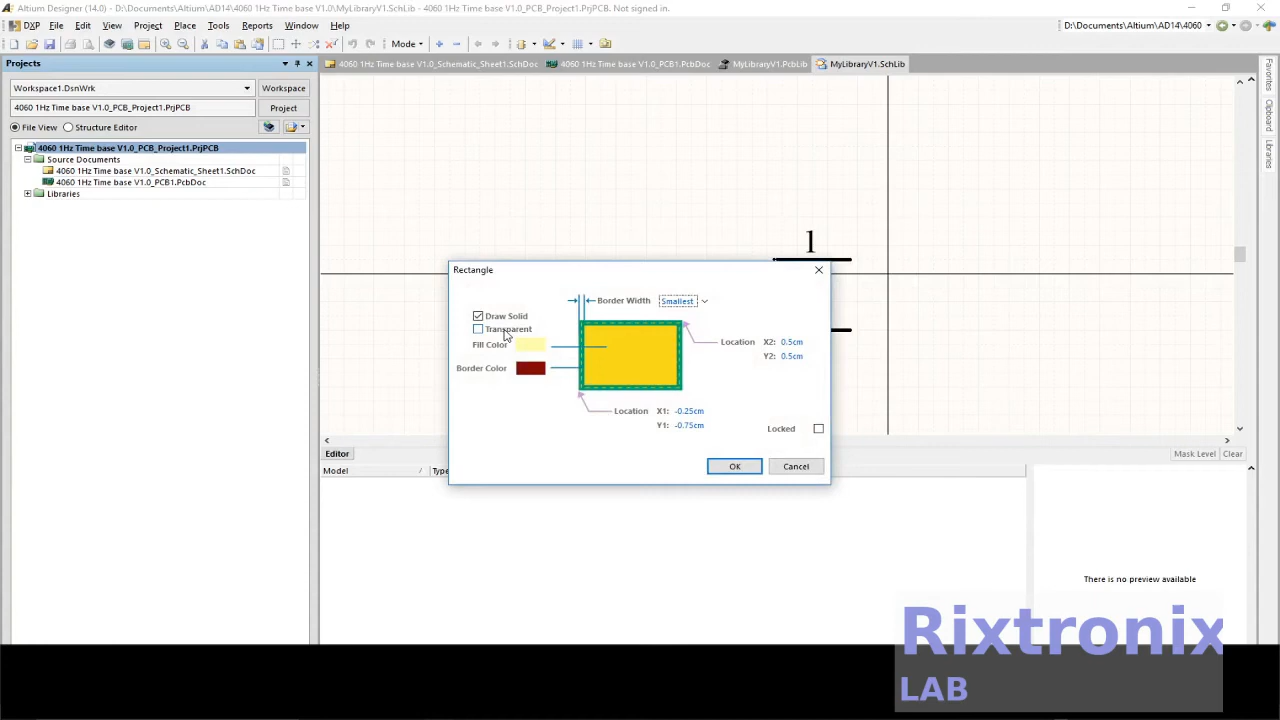 Altium Designer (14.0) - D:\Documents\Altium\AD14\4060 1Hz Time base V1.0\MyLibraryV1.SchLib - 4060 1Hz Time base V1.0_PCB_Project1.PrjPCB. Not signed in.
DXP File Edit View Project Place Tools Reports Window Help
D:\Documents\Altium\AD14\4060
Mode
Projects
4060 1Hz Time base V1.0_Schematic_Sheet1.SchDoc 4060 1Hz Time base V1.0_PCB1.PcbDoc MyLibraryV1.PcbLib MyLibraryV1.SchLib
Workspace1.DsnWrk Workspace
4060 1Hz Time base V1.0_PCB_Project1.PrjPCB Project
File View Structure Editor
4060 1Hz Time base V1.0_PCB_Project1.PrjPCB
Source Documents
4060 1Hz Time base V1.0_Schematic_Sheet1.SchDoc
4060 1Hz Time base V1.0_PCB1.PcbDoc
Libraries
Favorites
Clipboard
Libraries
1
Rectangle
Border Width Smallest
Draw Solid
Transparent
Fill Color
Border Color
Location X2: 0.5cm
Y2: 0.5cm
Location X1: -0.25cm
Y1: -0.75cm
Locked
OK Cancel
Editor Mask Level Clear
Model / Type
There is no preview available
Rixtronix
LAB